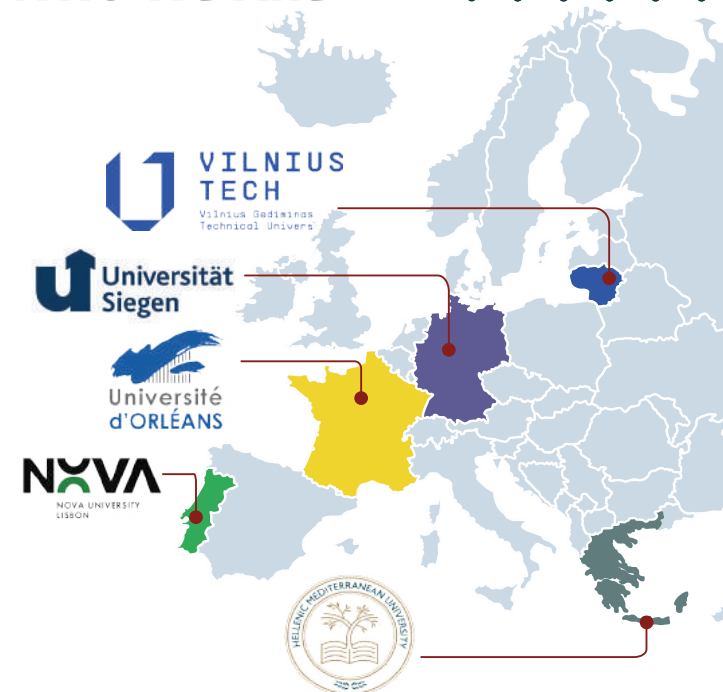 VILNIUS
TECH
Vilnius Gediminas
Technical Univers
Universität
Siegen
Université
d'ORLÉANS
NOVA
NOVA UNIVERSITY
LISBON
HELLENIC MEDITERRANEAN UNIVERSITY